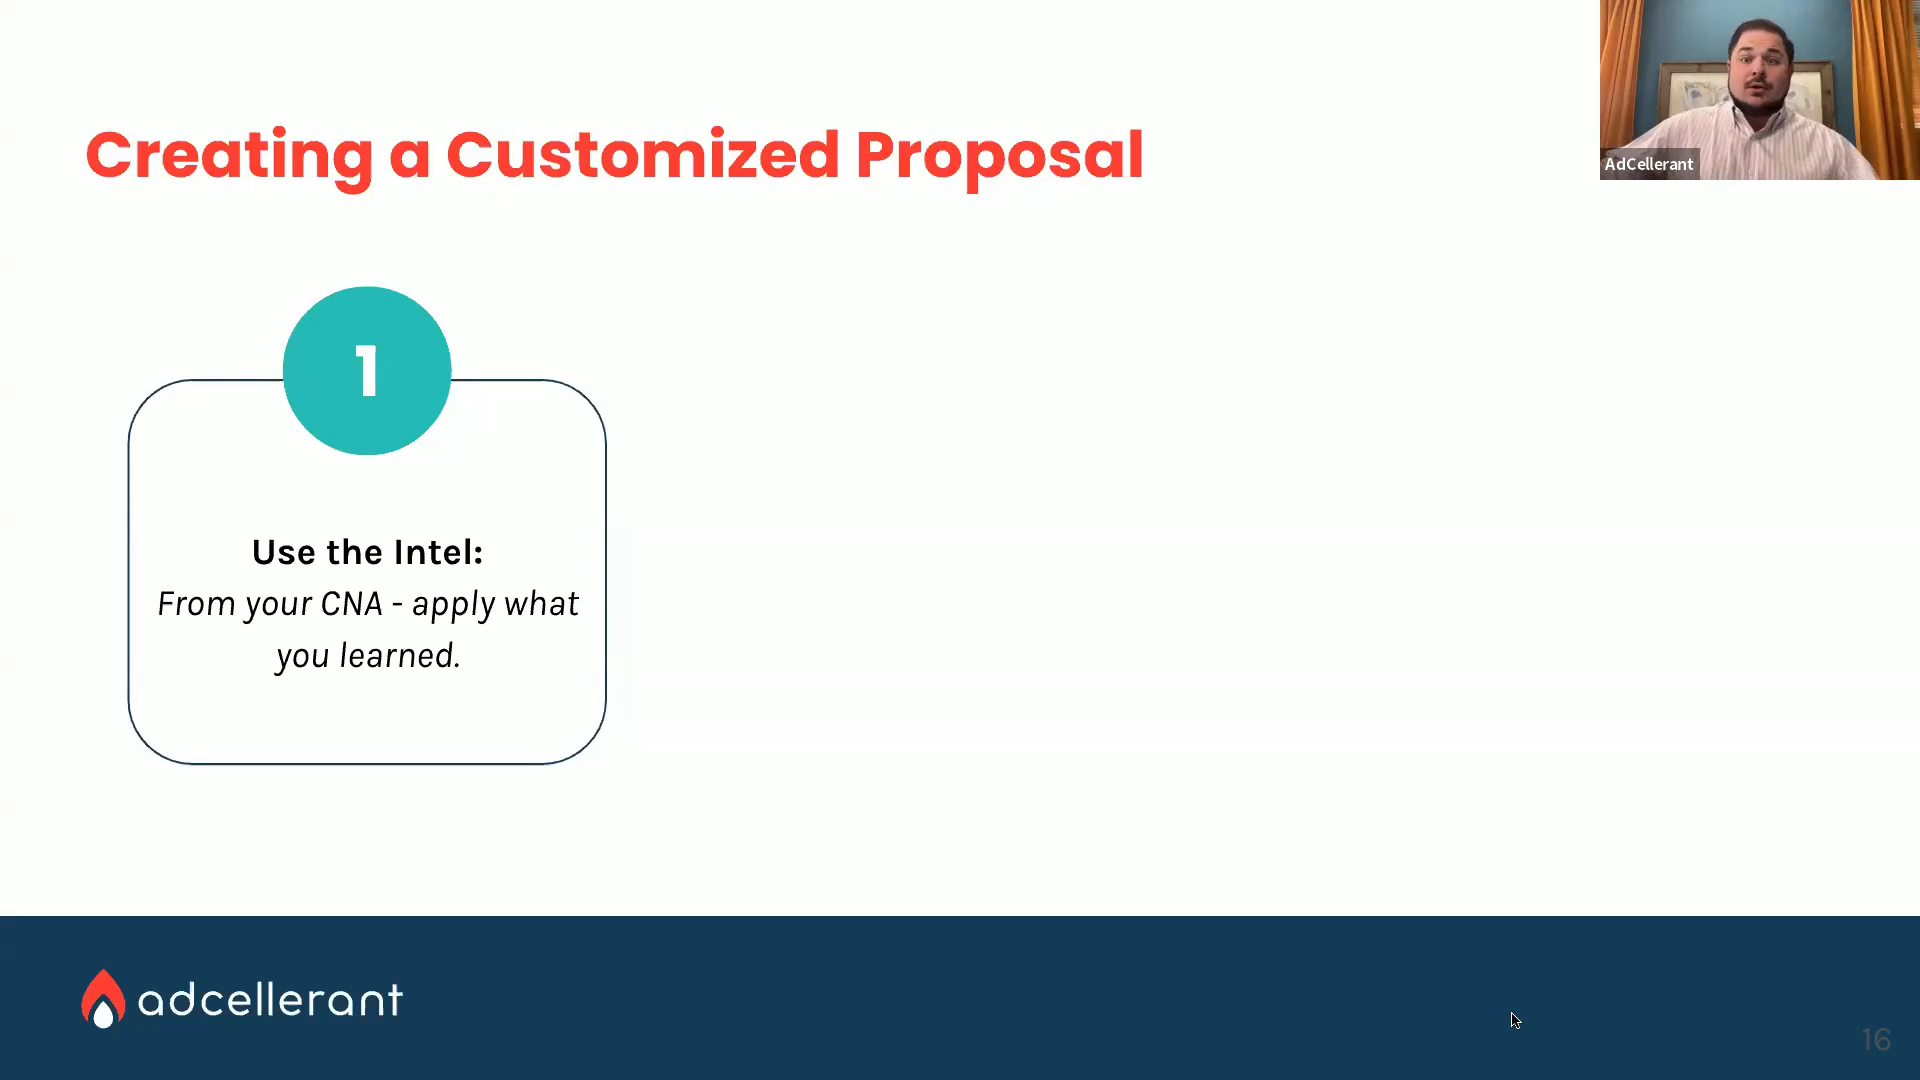 Creating a Customized Proposal
AdCellerant
1
Use the Intel:
From your CNA - apply what
you learned.
adcellerant
16